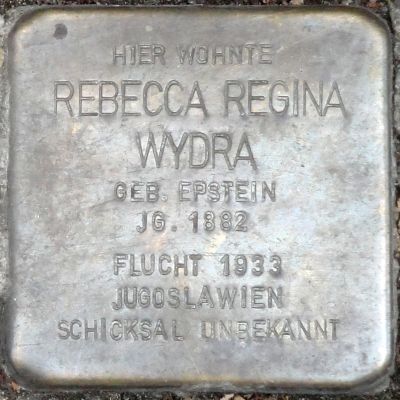 HIER WOHNTE
REBECCA REGINA
WYDRA
GEB. EPSTEIN
JG. 1882
FLUCHT 1933
JUGOSLAWIEN
SCHICKSAL UNBEKANNT